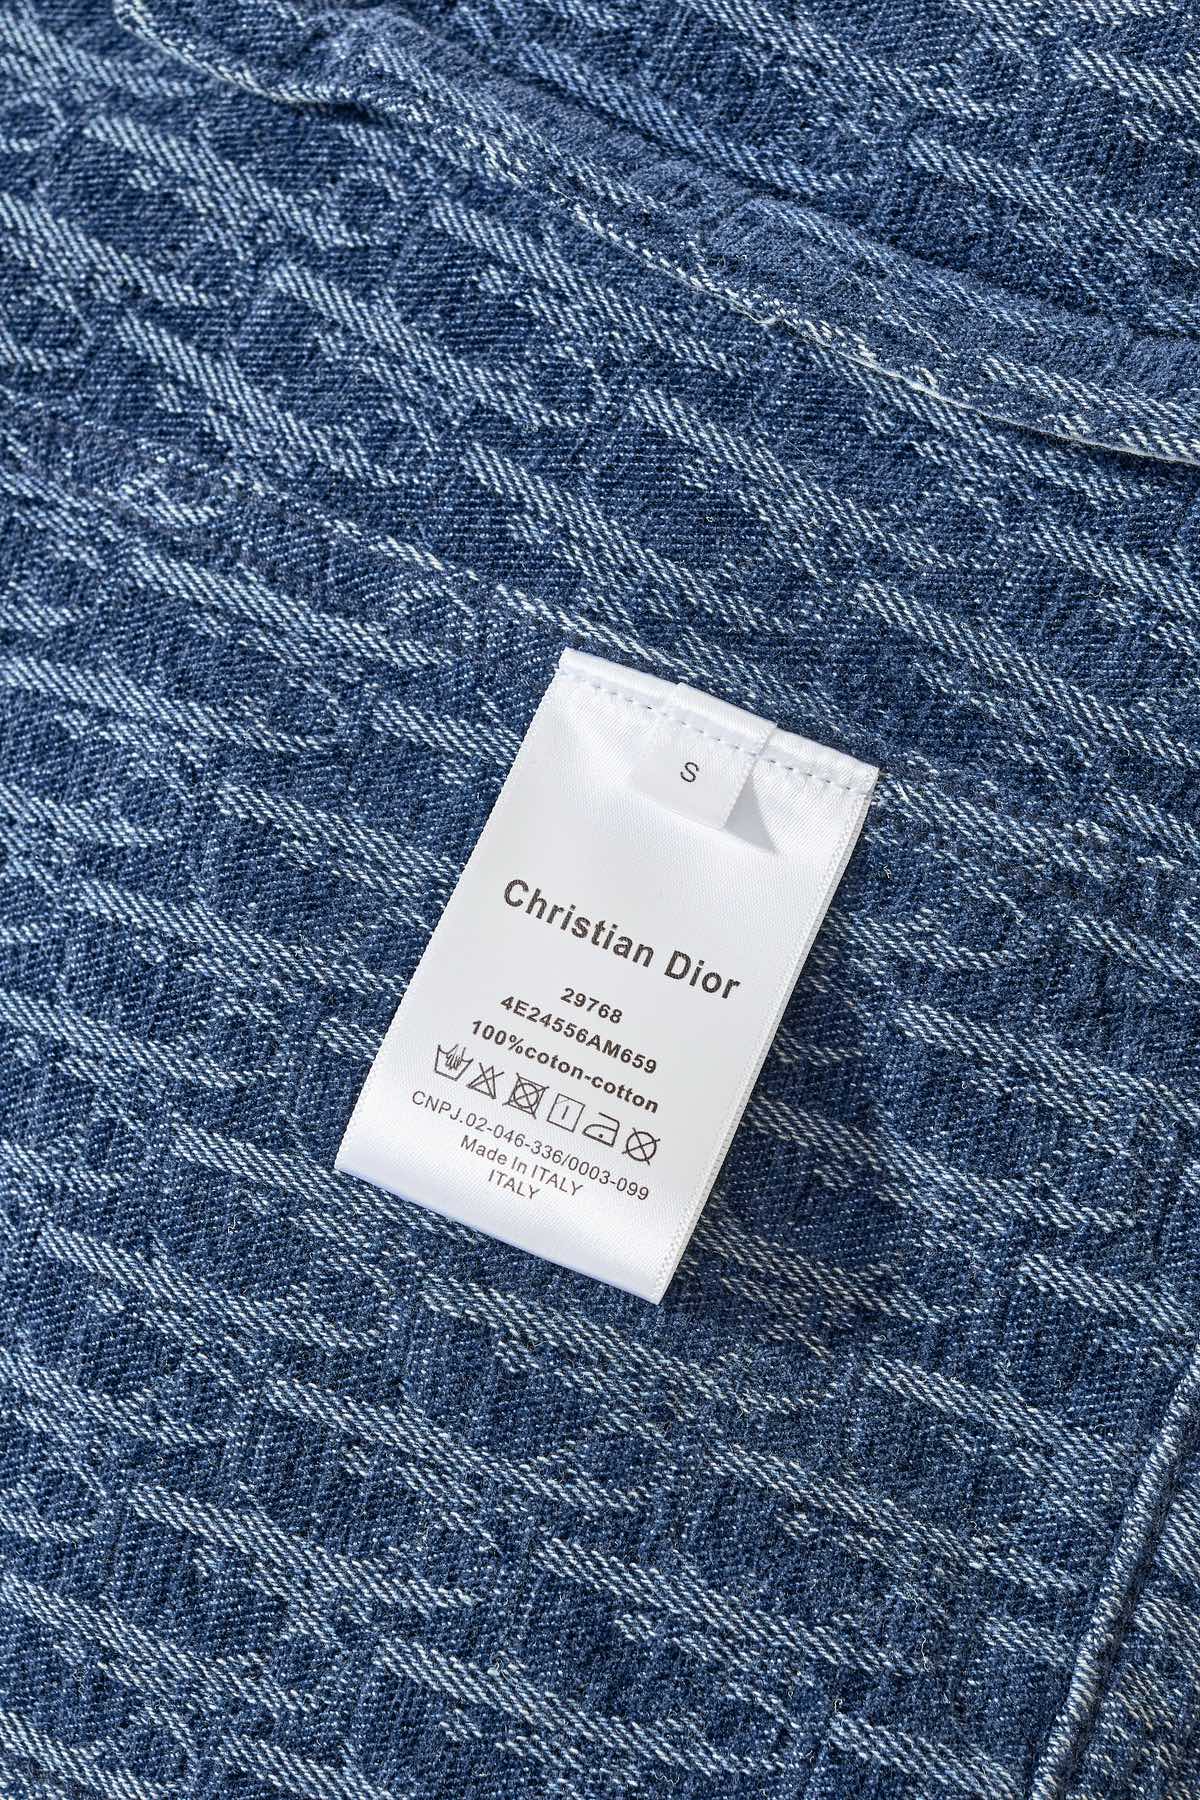 S
Christian Dior
29768
4E24556AM659
100%coton-cotton
CNPJ.02-046-336/0003-099
Made In ITALY
ITALY